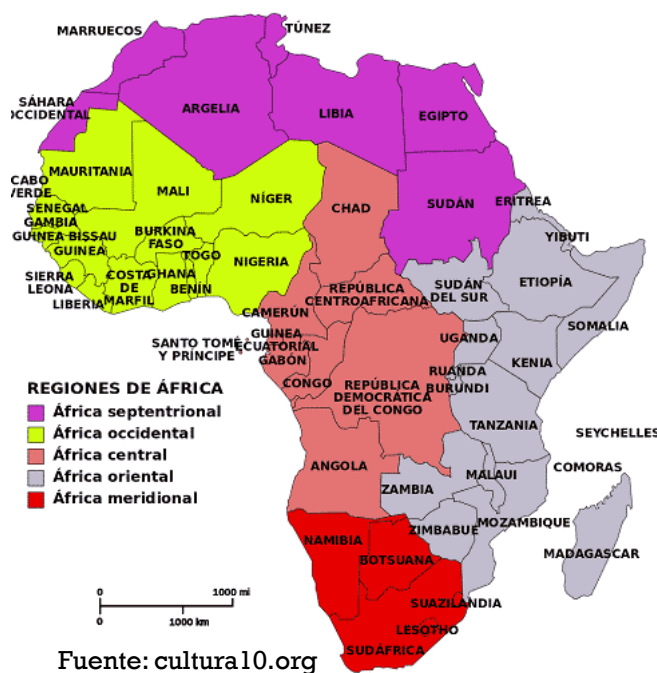 MARRUECOS
TÚNEZ
SÁHARA
OCCIDENTAL
ARGELIA
LIBIA
EGIPTO
MAURITANIA
MALI
NÍGER
CHAD
SUDÁN
ERITREA
CABO
VERDE
SENEGAL
GAMBIA
GUINEA-BISSAU
GUINEA
BURKINA
FASO
YIBUTI
SIERRA
LEONA
LIBERIA
COSTA
DE
MARFIL
GHANA
TOGO
BENÍN
NIGERIA
SUDÁN
DEL SUR
ETIOPÍA
REPÚBLICA
CENTROAFRICANA
CAMERÚN
SOMALIA
SANTO TOMÉ
Y PRÍNCIPE
GUINEA
ECUATORIAL
GABÓN
CONGO
UGANDA
KENIA
RUANDA
BURUNDI
REPÚBLICA
DEMOCRÁTICA
DEL CONGO
TANZANIA
SEYCHELLES
REGIONES DE ÁFRICA
África septentrional
África occidental
África central
África oriental
África meridional
ANGOLA
ZAMBIA
MALAUI
COMORAS
MOZAMBIQUE
ZIMBABUE
MADAGASCAR
NAMIBIA
BOTSUANA
SUAZILANDIA
LESOTHO
SUDÁFRICA
0 1000 mi
0 1000 km
Fuente: cultura10.org